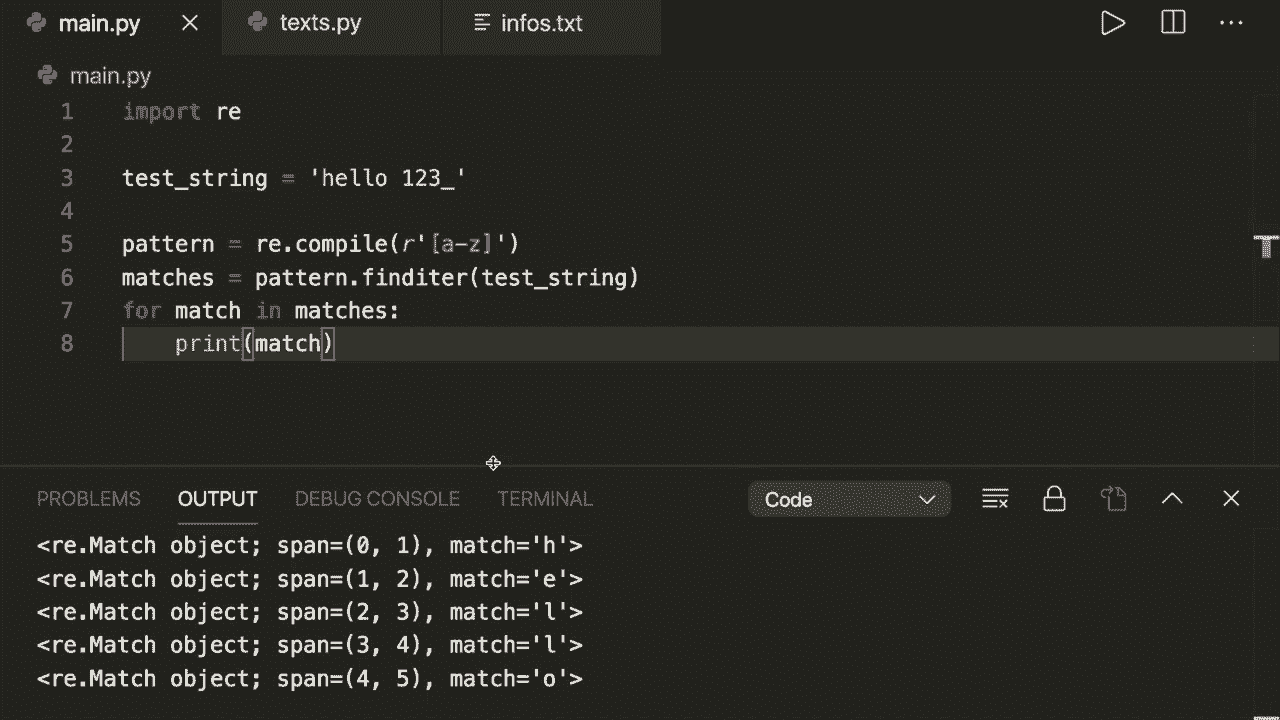 main.py texts.py infos.txt
main.py
1 import re
2
3 test_string = 'hello 123_'
4
5 pattern = re.compile(r'[a-z]')
6 matches = pattern.finditer(test_string)
7 for match in matches:
8     print(match)
PROBLEMS OUTPUT DEBUG CONSOLE TERMINAL Code
<re.Match object; span=(0, 1), match='h'>
<re.Match object; span=(1, 2), match='e'>
<re.Match object; span=(2, 3), match='l'>
<re.Match object; span=(3, 4), match='l'>
<re.Match object; span=(4, 5), match='o'>